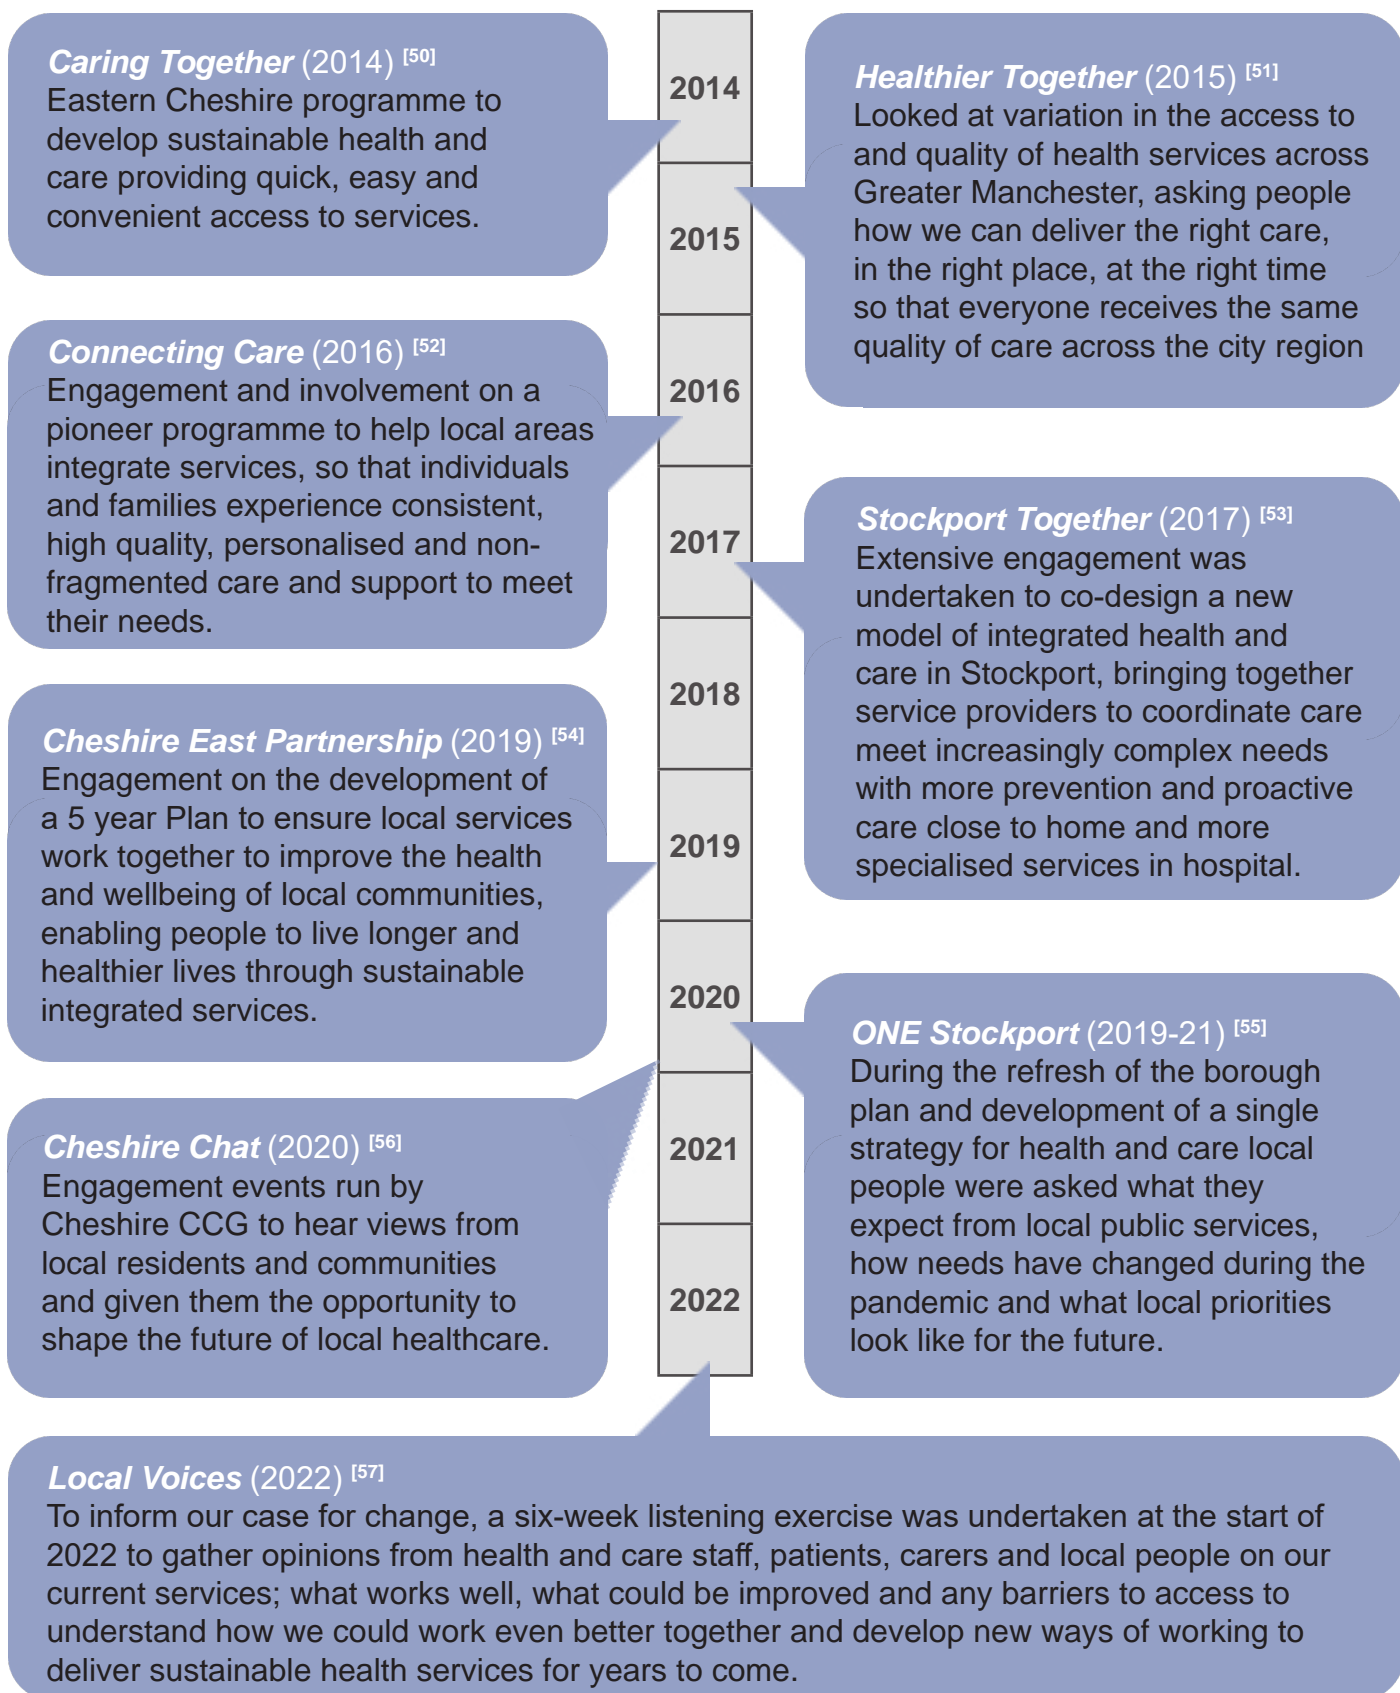 Caring Together (2014) [50]
Eastern Cheshire programme to
develop sustainable health and
care providing quick, easy and
convenient access to services.
2014
Healthier Together (2015) [51]
Looked at variation in the access to
and quality of health services across
Greater Manchester, asking people
how we can deliver the right care,
in the right place, at the right time
so that everyone receives the same
quality of care across the city region
2015
Connecting Care (2016) [52]
Engagement and involvement on a
pioneer programme to help local areas
integrate services, so that individuals
and families experience consistent,
high quality, personalised and non-
fragmented care and support to meet
their needs.
2016
Stockport Together (2017) [53]
Extensive engagement was
undertaken to co-design a new
model of integrated health and
care in Stockport, bringing together
service providers to coordinate care
meet increasingly complex needs
with more prevention and proactive
care close to home and more
specialised services in hospital.
2017
2018
Cheshire East Partnership (2019) [54]
Engagement on the development of
a 5 year Plan to ensure local services
work together to improve the health
and wellbeing of local communities,
enabling people to live longer and
healthier lives through sustainable
integrated services.
2019
2020
ONE Stockport (2019-21) [55]
During the refresh of the borough
plan and development of a single
strategy for health and care local
people were asked what they
expect from local public services,
how needs have changed during the
pandemic and what local priorities
look like for the future.
Cheshire Chat (2020) [56]
Engagement events run by
Cheshire CCG to hear views from
local residents and communities
and given them the opportunity to
shape the future of local healthcare.
2021
2022
Local Voices (2022) [57]
To inform our case for change, a six-week listening exercise was undertaken at the start of
2022 to gather opinions from health and care staff, patients, carers and local people on our
current services; what works well, what could be improved and any barriers to access to
understand how we could work even better together and develop new ways of working to
deliver sustainable health services for years to come.